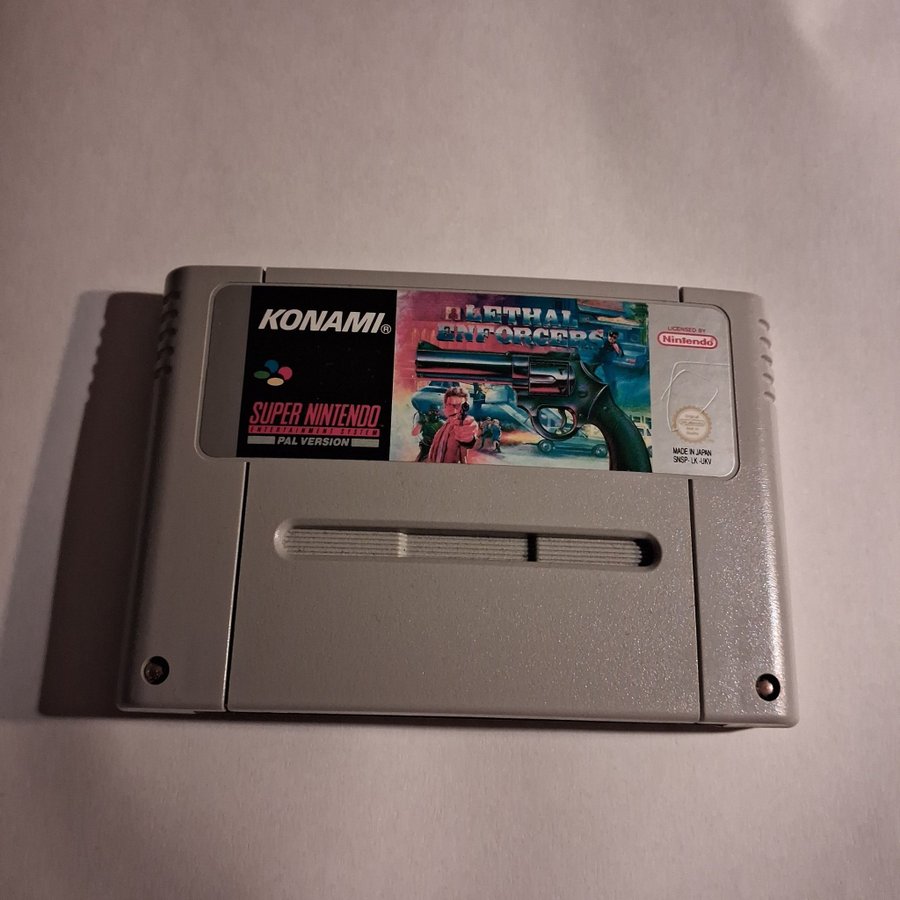 KONAMI®
SUPER NINTENDO
ENTERTAINMENT SYSTEM
PAL VERSION
LETHAL
ENFORCERS
LICENSED BY
Nintendo
MADE IN JAPAN
SNSP- LK -UKV